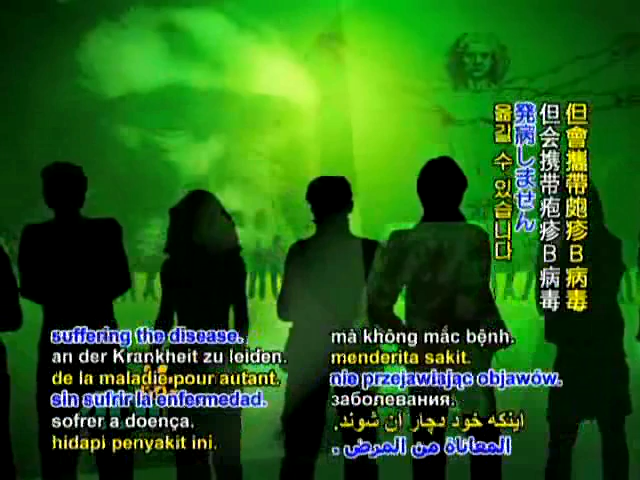 但會攜帶皰疹B病毒
但会携带疱疹B病毒
発病しません
옮길 수 있습니다
suffering the disease.
an der Krankheit zu leiden.
de la maladie pour autant.
sin sufrir la enfermedad.
sofrer a doença.
hidapi penyakit ini.
mà không mắc bệnh.
menderita sakit.
nie przejawiając objawów.
заболевания.
اینکه خود دچار آن شوند.
المعاناة من المرض .